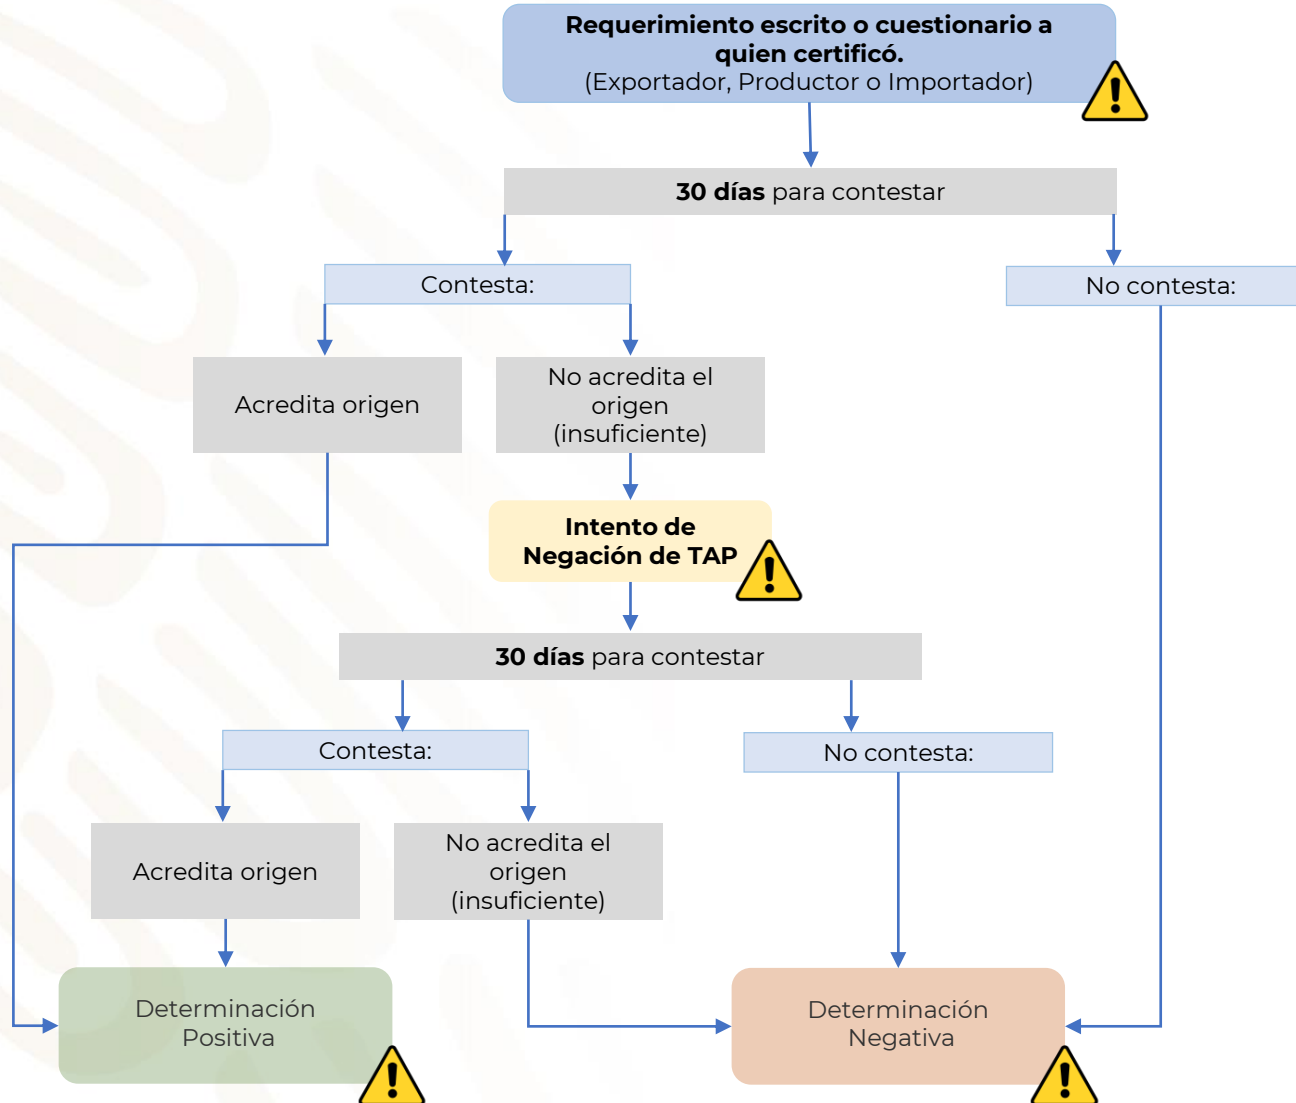 Requerimiento escrito o cuestionario a
quien certificó.
(Exportador, Productor o Importador)
30 días para contestar
Contesta:
No contesta:
Acredita origen
No acredita el
origen
(insuficiente)
Intento de
Negación de TAP
30 días para contestar
Contesta:
No contesta:
Acredita origen
No acredita el
origen
(insuficiente)
Determinación
Positiva
Determinación
Negativa